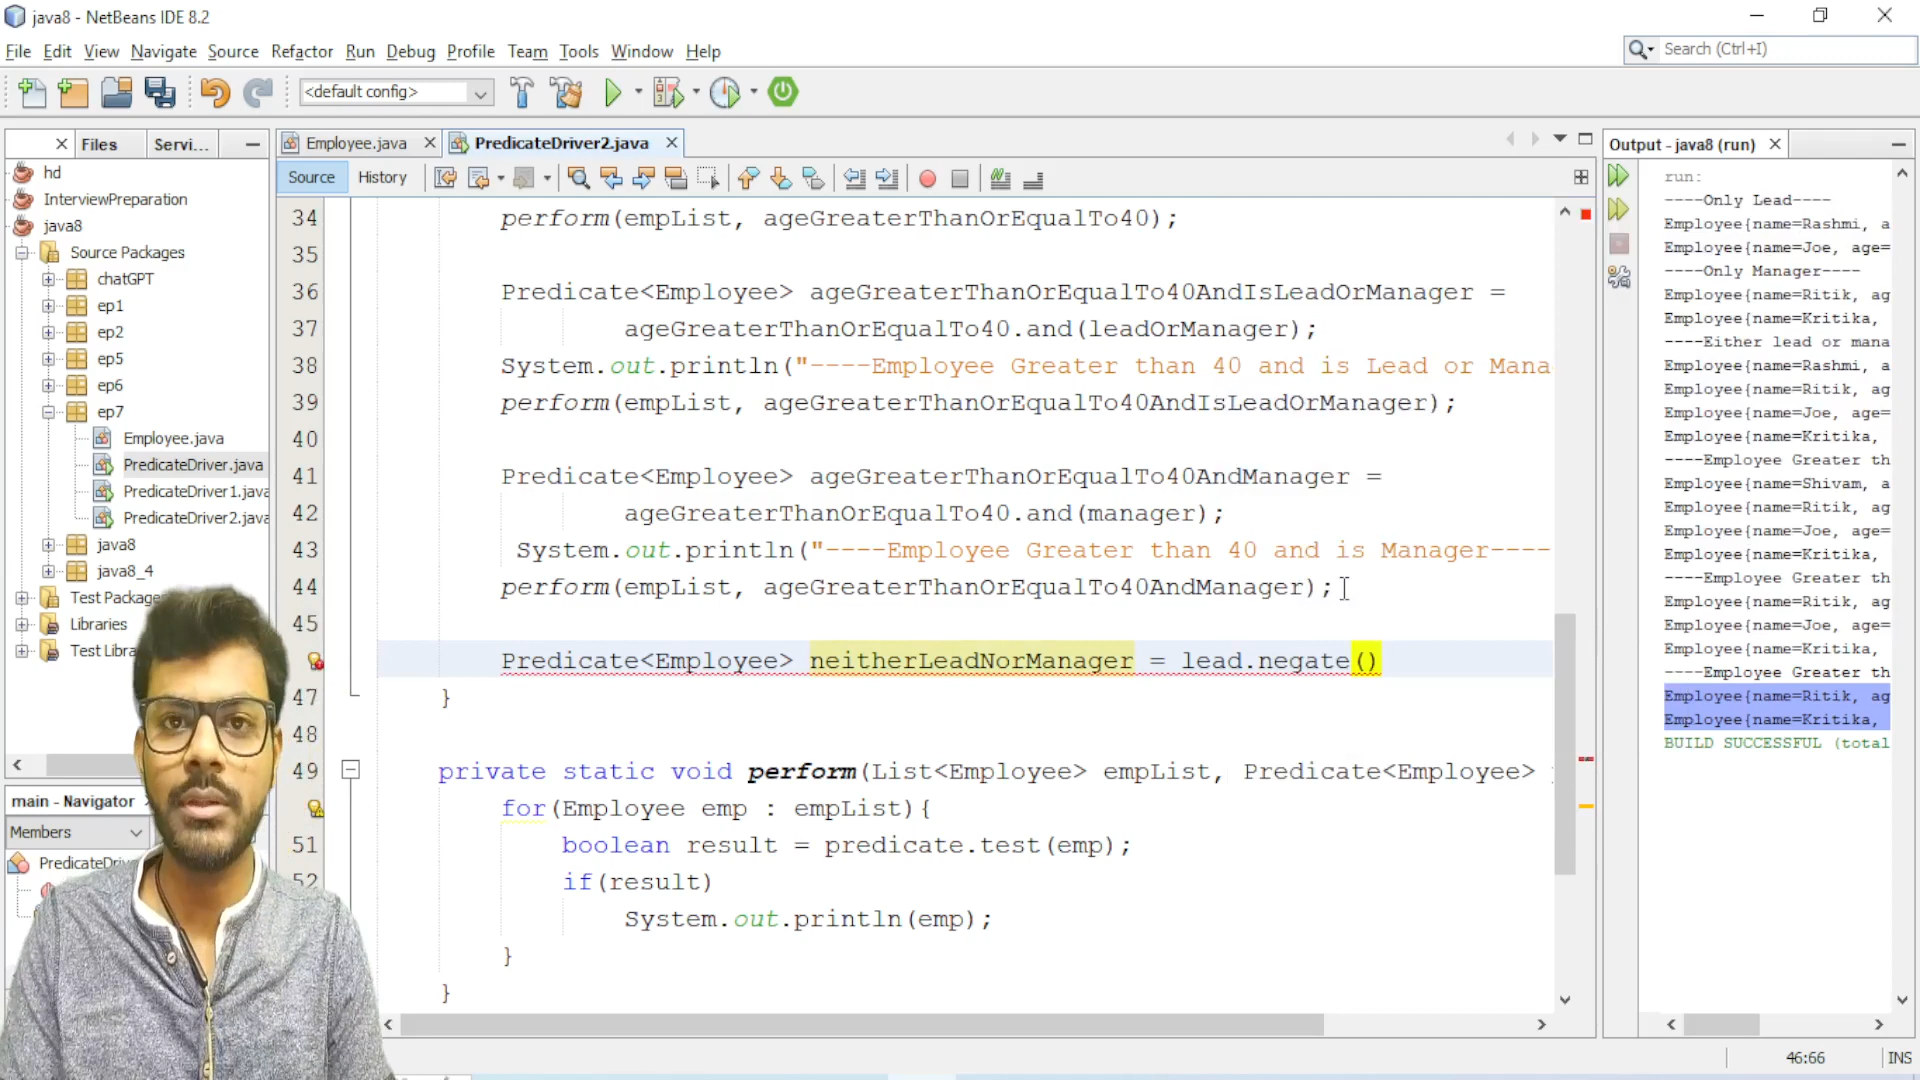 java8 - NetBeans IDE 8.2
File Edit View Navigate Source Refactor Run Debug Profile Team Tools Window Help
Search (Ctrl+I)
<default config>
Files
Servi...
hd
InterviewPreparation
java8
Source Packages
chatGPT
ep1
ep2
ep5
ep6
ep7
Employee.java
PredicateDriver.java
PredicateDriver1.java
PredicateDriver2.java
java8
java8_4
Test Package
Libraries
Test Libra
main - Navigator
Members
PredicateDrive
Employee.java
PredicateDriver2.java
Source
History
34 perform(empList, ageGreaterThanOrEqualTo40);
35
36 Predicate<Employee> ageGreaterThanOrEqualTo40AndIsLeadOrManager =
37 ageGreaterThanOrEqualTo40.and(leadOrManager);
38 System.out.println("----Employee Greater than 40 and is Lead or Mana
39 perform(empList, ageGreaterThanOrEqualTo40AndIsLeadOrManager);
40
41 Predicate<Employee> ageGreaterThanOrEqualTo40AndManager =
42 ageGreaterThanOrEqualTo40.and(manager);
43 System.out.println("----Employee Greater than 40 and is Manager----
44 perform(empList, ageGreaterThanOrEqualTo40AndManager);
45
Predicate<Employee> neitherLeadNorManager = lead.negate()
47 }
48
49 private static void perform(List<Employee> empList, Predicate<Employee>
for(Employee emp : empList){
51 boolean result = predicate.test(emp);
52 if(result)
System.out.println(emp);
}
}
Output - java8 (run)
run:
----Only Lead----
Employee{name=Rashmi, a
Employee{name=Joe, age=
----Only Manager----
Employee{name=Ritik, ag
Employee{name=Kritika,
----Either lead or mana
Employee{name=Rashmi, a
Employee{name=Ritik, ag
Employee{name=Joe, age=
Employee{name=Kritika,
----Employee Greater th
Employee{name=Shivam, a
Employee{name=Ritik, ag
Employee{name=Joe, age=
Employee{name=Kritika,
----Employee Greater th
Employee{name=Ritik, ag
Employee{name=Joe, age=
Employee{name=Kritika,
----Employee Greater th
Employee{name=Ritik, ag
Employee{name=Kritika,
BUILD SUCCESSFUL (total
46:66
INS